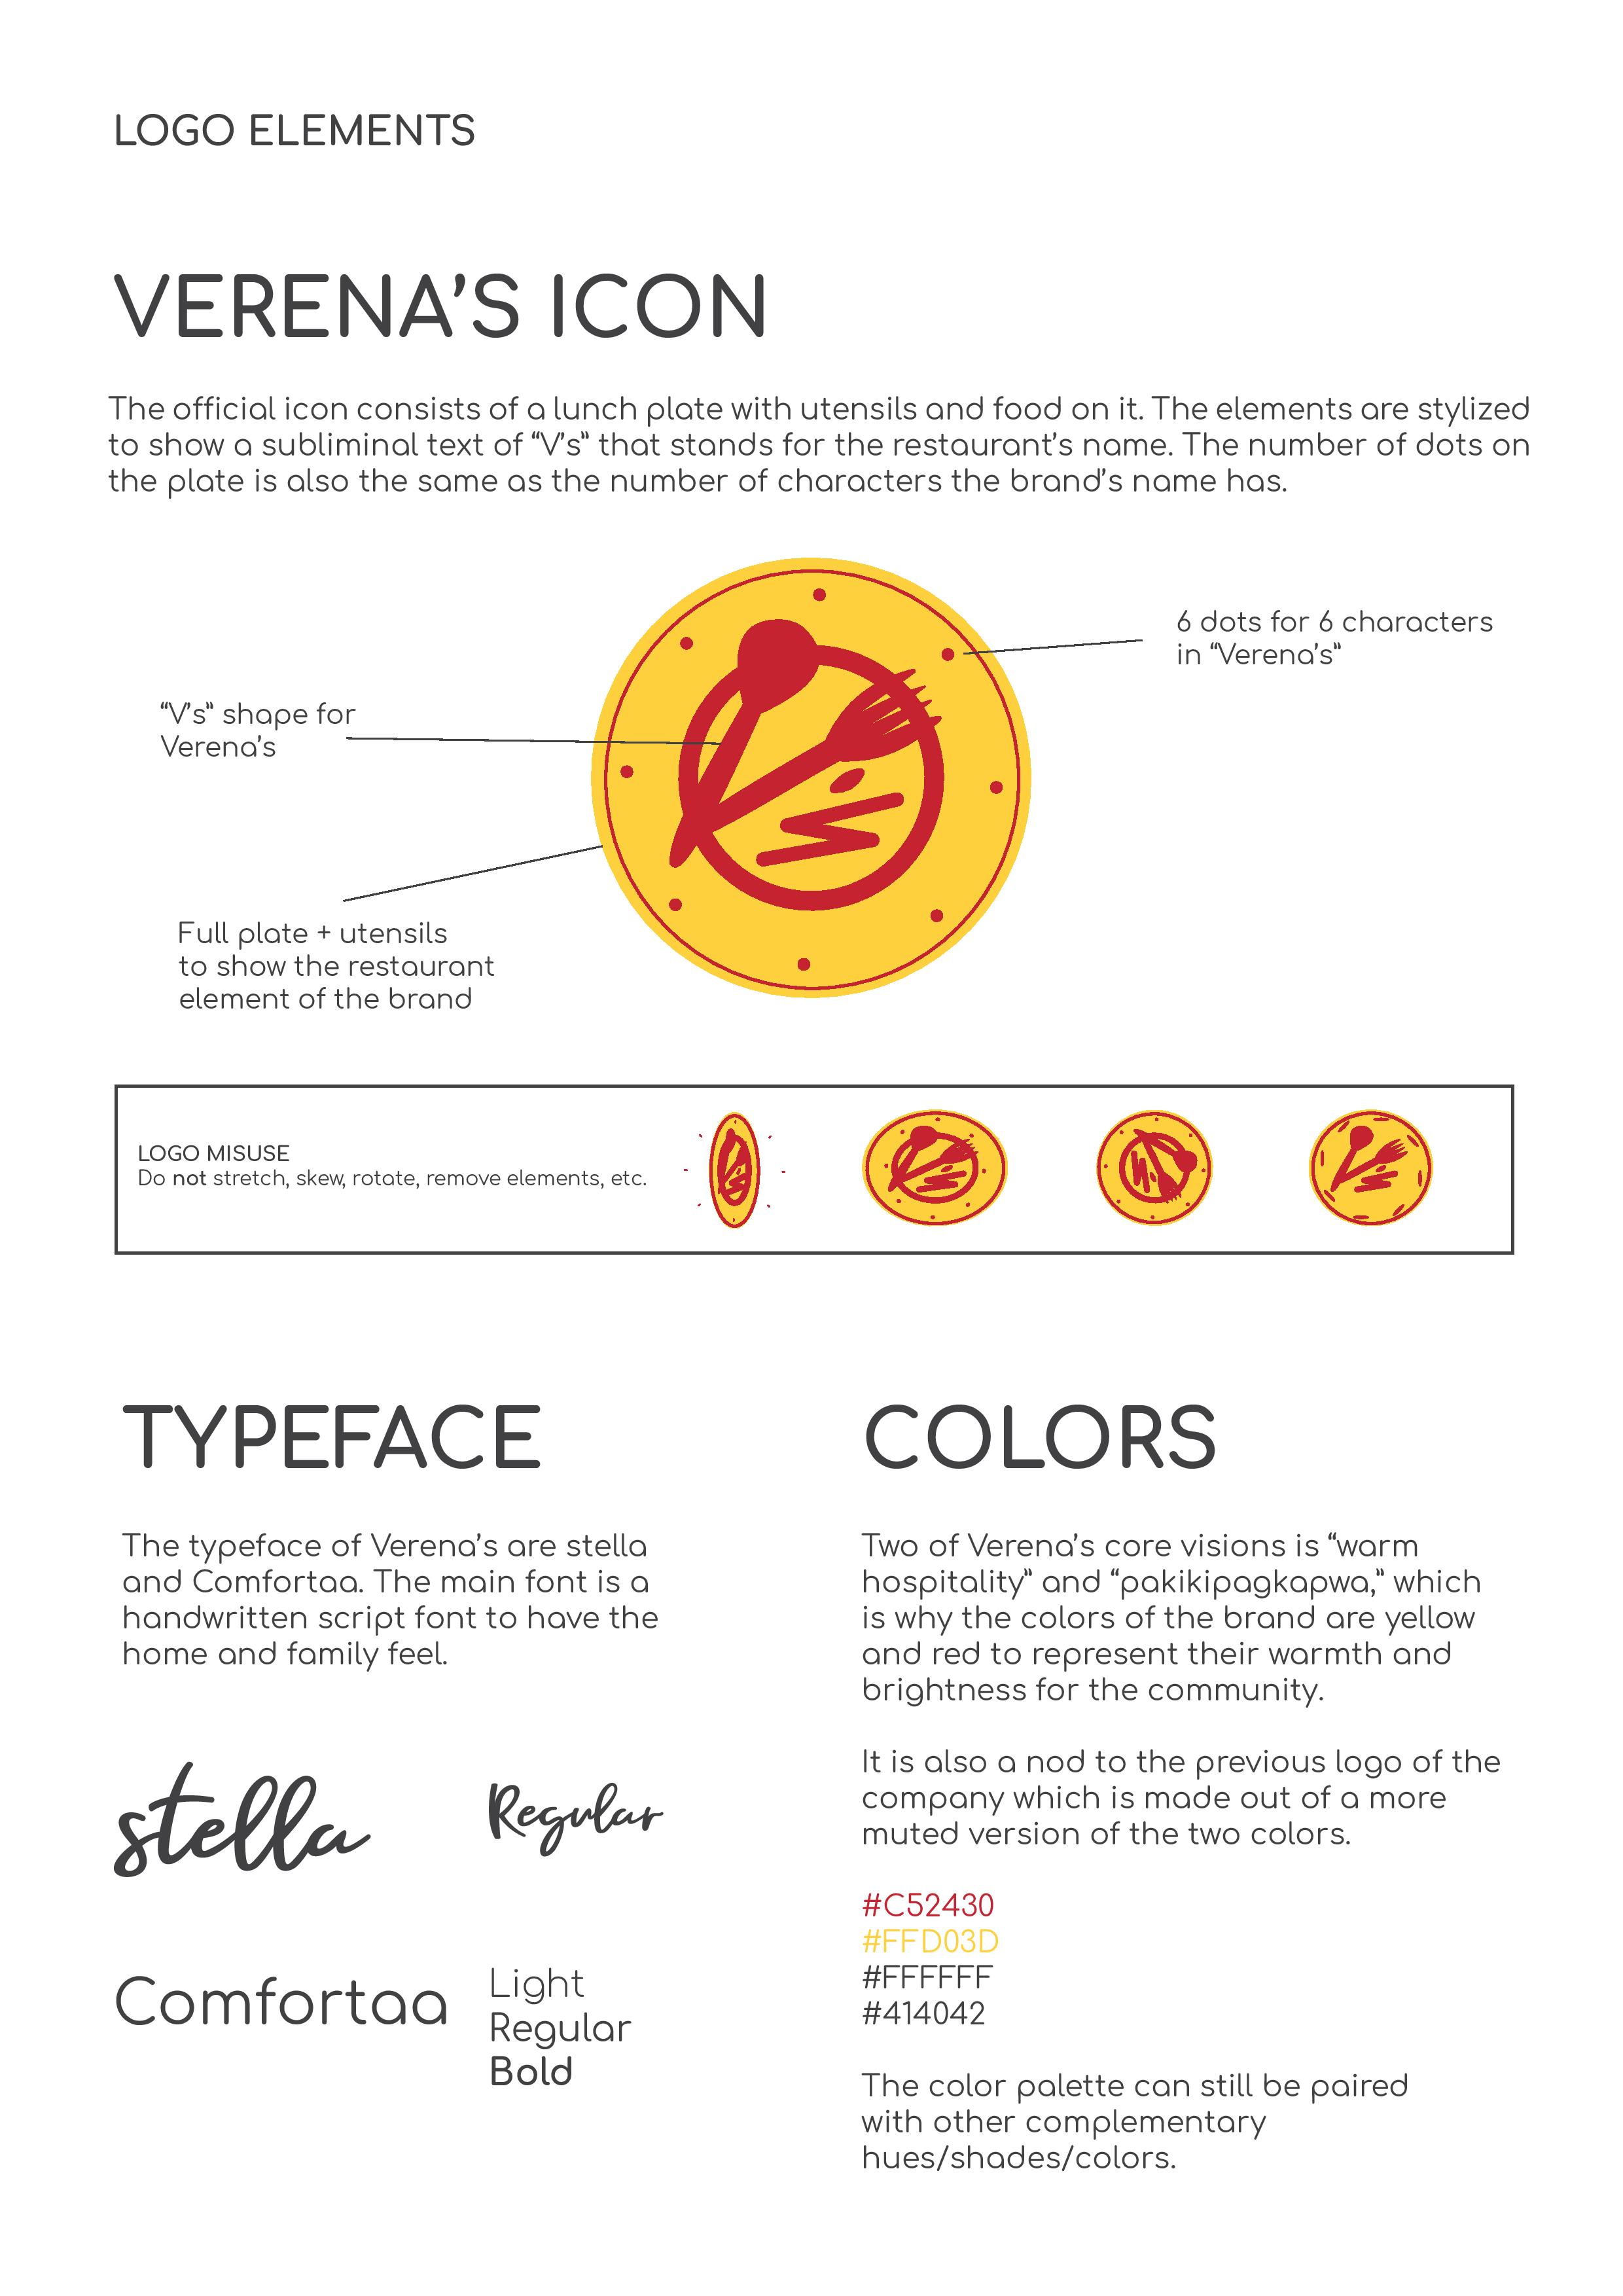 LOGO ELEMENTS
VERENA’S ICON
The official icon consists of a lunch plate with utensils and food on it. The elements are stylized
to show a subliminal text of “V’s” that stands for the restaurant’s name. The number of dots on
the plate is also the same as the number of characters the brand’s name has.
6 dots for 6 characters
in “Verena’s”
“V’s” shape for
Verena’s
Full plate + utensils
to show the restaurant
element of the brand
LOGO MISUSE
Do not stretch, skew, rotate, remove elements, etc.
TYPEFACE
The typeface of Verena’s are stella
and Comfortaa. The main font is a
handwritten script font to have the
home and family feel.
stella
Regular
Comfortaa
Light
Regular
Bold
COLORS
Two of Verena’s core visions is “warm
hospitality” and “pakikipagkapwa,” which
is why the colors of the brand are yellow
and red to represent their warmth and
brightness for the community.
It is also a nod to the previous logo of the
company which is made out of a more
muted version of the two colors.
#C52430
#FFD03D
#FFFFFF
#414042
The color palette can still be paired
with other complementary
hues/shades/colors.